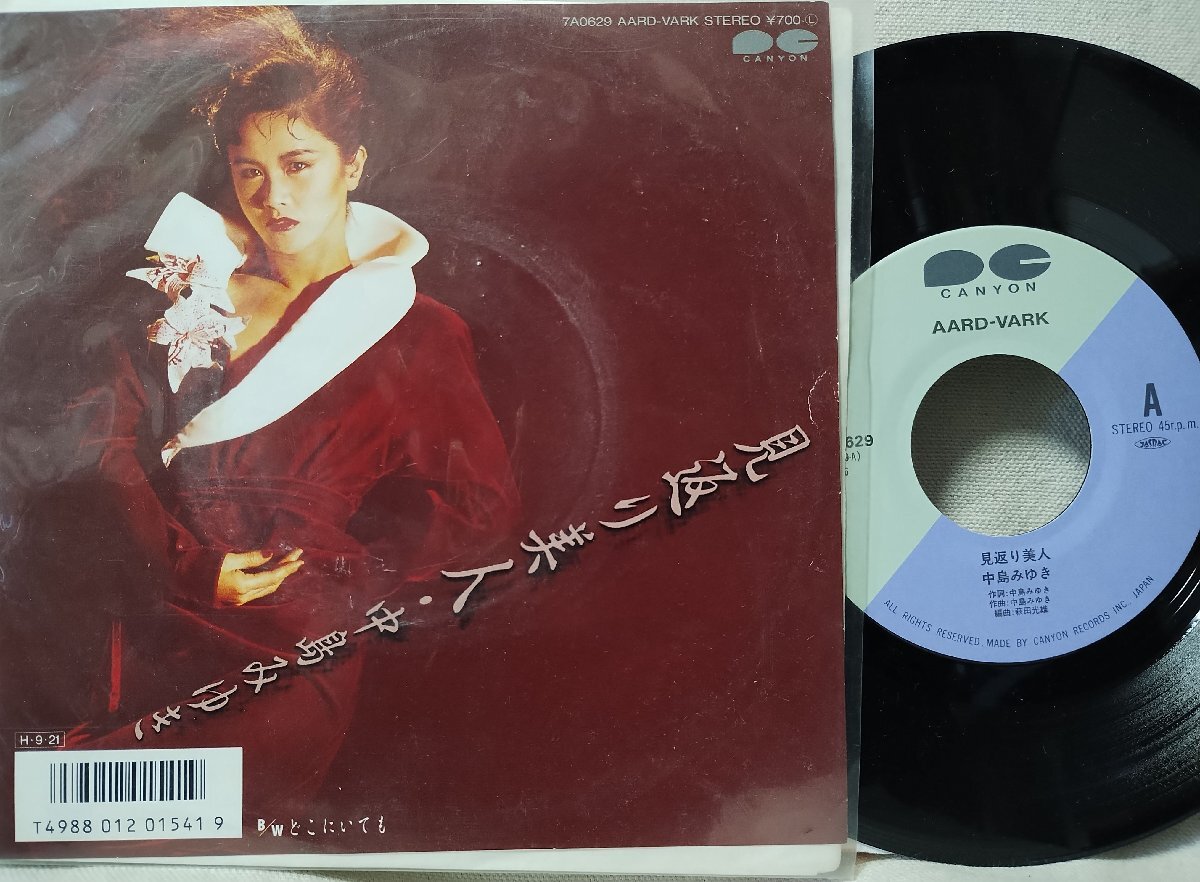 7A0629 AARD-VARK STEREO ¥700 Ⓛ
CANYON
見返り美人・中島みゆき
H・9・21
T4988 012 01541 9
B/W どこにいても
CANYON
AARD-VARK
A
STEREO 45r.p.m.
JASRAC
629
見返り美人
中島みゆき
作詞:中島みゆき
作曲:中島みゆき
編曲:萩田光雄
ALL RIGHTS RESERVED. MADE BY CANYON RECORDS INC. JAPAN